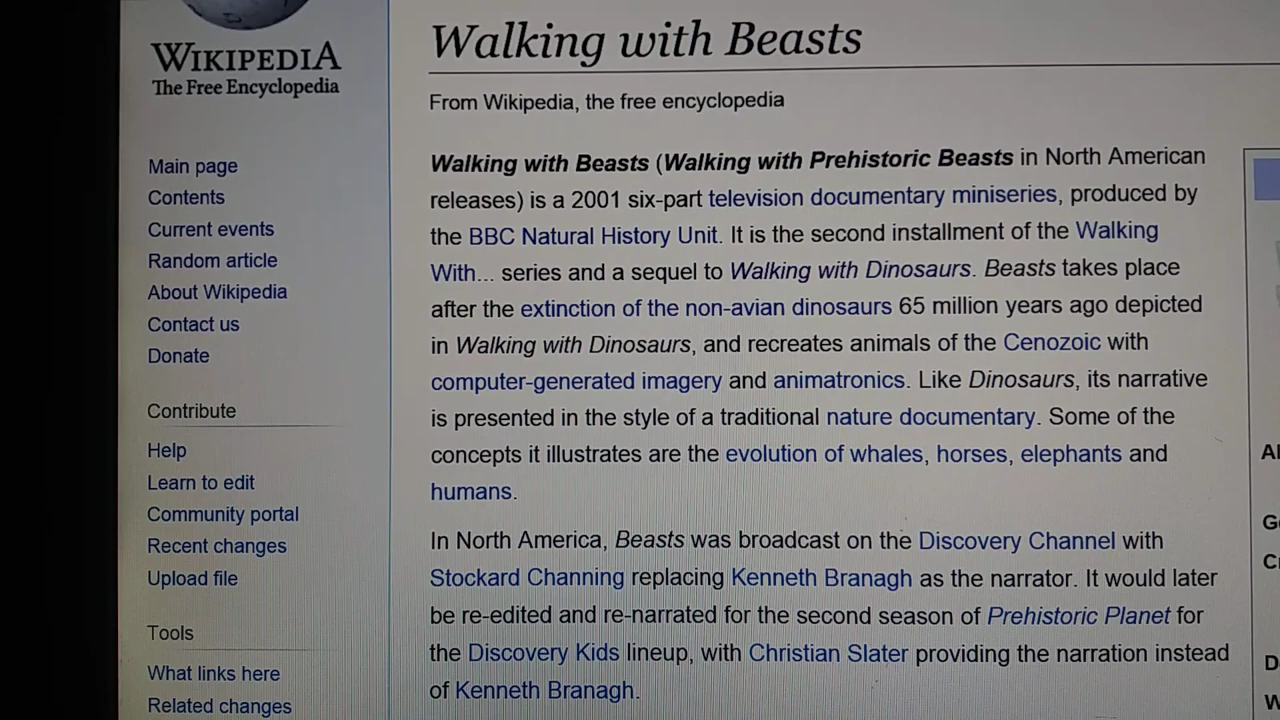 WIKIPEDIA
The Free Encyclopedia
Main page
Contents
Current events
Random article
About Wikipedia
Contact us
Donate
Contribute
Help
Learn to edit
Community portal
Recent changes
Upload file
Tools
What links here
Related changes
Walking with Beasts
From Wikipedia, the free encyclopedia
Walking with Beasts (Walking with Prehistoric Beasts in North American
releases) is a 2001 six-part television documentary miniseries, produced by
the BBC Natural History Unit. It is the second installment of the Walking
With... series and a sequel to Walking with Dinosaurs. Beasts takes place
after the extinction of the non-avian dinosaurs 65 million years ago depicted
in Walking with Dinosaurs, and recreates animals of the Cenozoic with
computer-generated imagery and animatronics. Like Dinosaurs, its narrative
is presented in the style of a traditional nature documentary. Some of the
concepts it illustrates are the evolution of whales, horses, elephants and
humans.
In North America, Beasts was broadcast on the Discovery Channel with
Stockard Channing replacing Kenneth Branagh as the narrator. It would later
be re-edited and re-narrated for the second season of Prehistoric Planet for
the Discovery Kids lineup, with Christian Slater providing the narration instead
of Kenneth Branagh.